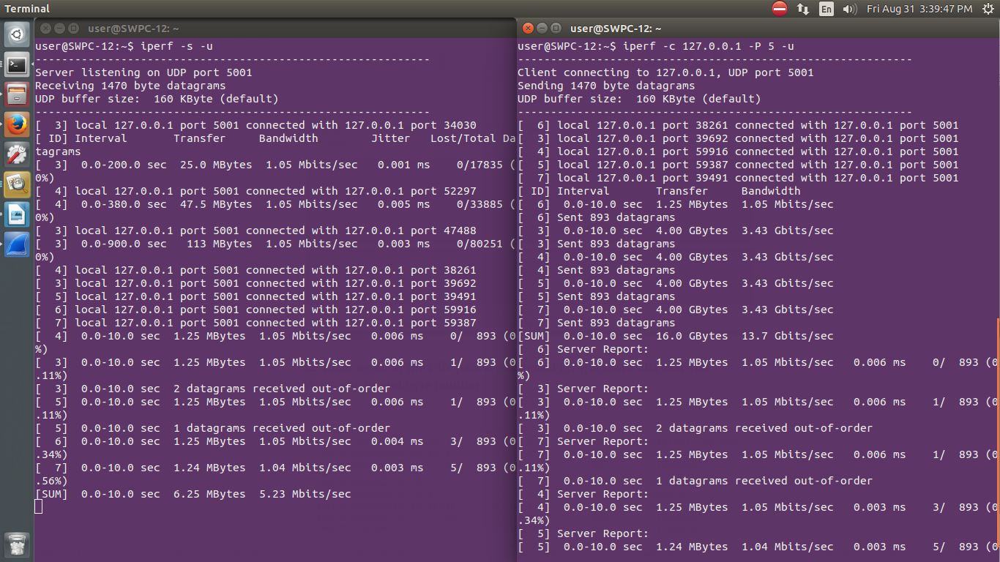 Terminal
En
Fri Aug 31 3:39:47 PM
user@SWPC-12: ~
user@SWPC-12:~$ iperf -s -u
------------------------------------------------------------
Server listening on UDP port 5001
Receiving 1470 byte datagrams
UDP buffer size:  160 KByte (default)
------------------------------------------------------------
[  3] local 127.0.0.1 port 5001 connected with 127.0.0.1 port 34030
[ ID] Interval       Transfer     Bandwidth        Jitter   Lost/Total Da
tagrams
[  3]  0.0-200.0 sec  25.0 MBytes  1.05 Mbits/sec   0.001 ms    0/17835 (
0%)
[  4] local 127.0.0.1 port 5001 connected with 127.0.0.1 port 52297
[  4]  0.0-380.0 sec  47.5 MBytes  1.05 Mbits/sec   0.005 ms    0/33885 (
0%)
[  3] local 127.0.0.1 port 5001 connected with 127.0.0.1 port 47488
[  3]  0.0-900.0 sec   113 MBytes  1.05 Mbits/sec   0.003 ms    0/80251 (
0%)
[  4] local 127.0.0.1 port 5001 connected with 127.0.0.1 port 38261
[  3] local 127.0.0.1 port 5001 connected with 127.0.0.1 port 39692
[  5] local 127.0.0.1 port 5001 connected with 127.0.0.1 port 39491
[  6] local 127.0.0.1 port 5001 connected with 127.0.0.1 port 59916
[  7] local 127.0.0.1 port 5001 connected with 127.0.0.1 port 59387
[  4]  0.0-10.0 sec  1.25 MBytes  1.05 Mbits/sec   0.006 ms    0/  893 (0
%)
[  3]  0.0-10.0 sec  1.25 MBytes  1.05 Mbits/sec   0.006 ms    1/  893 (0
.11%)
[  3]  0.0-10.0 sec  2 datagrams received out-of-order
[  5]  0.0-10.0 sec  1.25 MBytes  1.05 Mbits/sec   0.006 ms    1/  893 (0
.11%)
[  5]  0.0-10.0 sec  1 datagrams received out-of-order
[  6]  0.0-10.0 sec  1.25 MBytes  1.05 Mbits/sec   0.004 ms    3/  893 (0
.34%)
[  7]  0.0-10.0 sec  1.24 MBytes  1.04 Mbits/sec   0.003 ms    5/  893 (0
.56%)
[SUM]  0.0-10.0 sec  6.25 MBytes  5.23 Mbits/sec
user@SWPC-12: ~
user@SWPC-12:~$ iperf -c 127.0.0.1 -P 5 -u
------------------------------------------------------------
Client connecting to 127.0.0.1, UDP port 5001
Sending 1470 byte datagrams
UDP buffer size:  160 KByte (default)
------------------------------------------------------------
[  6] local 127.0.0.1 port 38261 connected with 127.0.0.1 port 5001
[  3] local 127.0.0.1 port 39692 connected with 127.0.0.1 port 5001
[  4] local 127.0.0.1 port 59916 connected with 127.0.0.1 port 5001
[  5] local 127.0.0.1 port 59387 connected with 127.0.0.1 port 5001
[  7] local 127.0.0.1 port 39491 connected with 127.0.0.1 port 5001
[ ID] Interval       Transfer     Bandwidth
[  6]  0.0-10.0 sec  1.25 MBytes  1.05 Mbits/sec
[  6] Sent 893 datagrams
[  3]  0.0-10.0 sec  4.00 GBytes  3.43 Gbits/sec
[  3] Sent 893 datagrams
[  4]  0.0-10.0 sec  4.00 GBytes  3.43 Gbits/sec
[  4] Sent 893 datagrams
[  5]  0.0-10.0 sec  4.00 GBytes  3.43 Gbits/sec
[  5] Sent 893 datagrams
[  7]  0.0-10.0 sec  4.00 GBytes  3.43 Gbits/sec
[  7] Sent 893 datagrams
[SUM]  0.0-10.0 sec  16.0 GBytes  13.7 Gbits/sec
[  6] Server Report:
[  6]  0.0-10.0 sec  1.25 MBytes  1.05 Mbits/sec   0.006 ms    0/  893 (0
%)
[  3] Server Report:
[  3]  0.0-10.0 sec  1.25 MBytes  1.05 Mbits/sec   0.006 ms    1/  893 (0
.11%)
[  3]  0.0-10.0 sec  2 datagrams received out-of-order
[  7] Server Report:
[  7]  0.0-10.0 sec  1.25 MBytes  1.05 Mbits/sec   0.006 ms    1/  893 (0
.11%)
[  7]  0.0-10.0 sec  1 datagrams received out-of-order
[  4] Server Report:
[  4]  0.0-10.0 sec  1.25 MBytes  1.05 Mbits/sec   0.003 ms    3/  893 (0
.34%)
[  5] Server Report:
[  5]  0.0-10.0 sec  1.24 MBytes  1.04 Mbits/sec   0.003 ms    5/  893 (0